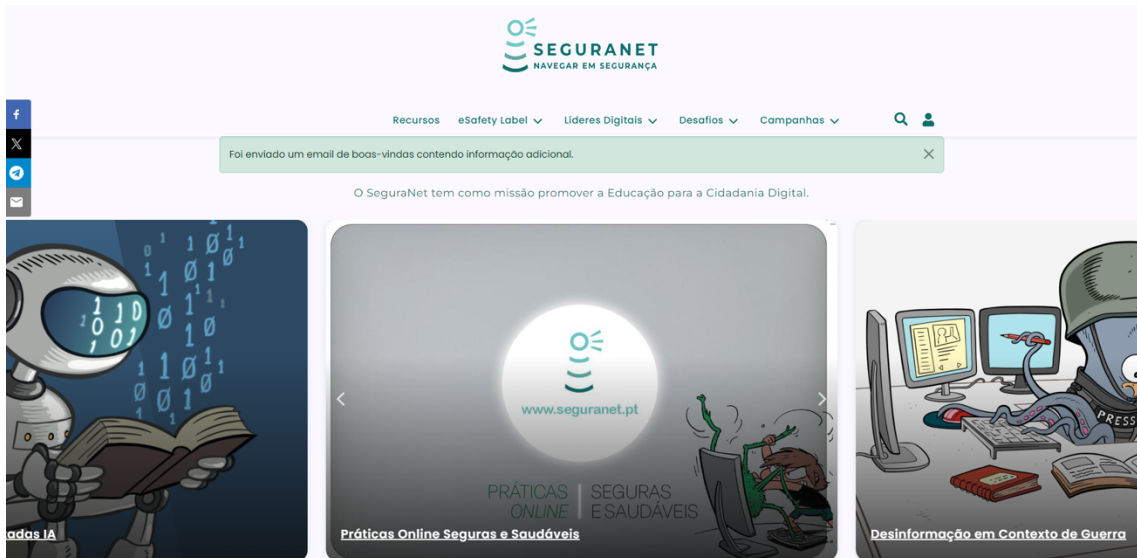 SEGURANET
NAVEGAR EM SEGURANÇA
Recursos eSafety Label Líderes Digitais Desafios Campanhas
Foi enviado um email de boas-vindas contendo informação adicional.
O SeguraNet tem como missão promover a Educação para a Cidadania Digital.
adas IA
www.seguranet.pt
PRÁTICAS ONLINE | SEGURAS E SAUDÁVEIS
Práticas Online Seguras e Saudáveis
PRESS
Desinformação em Contexto de Guerra